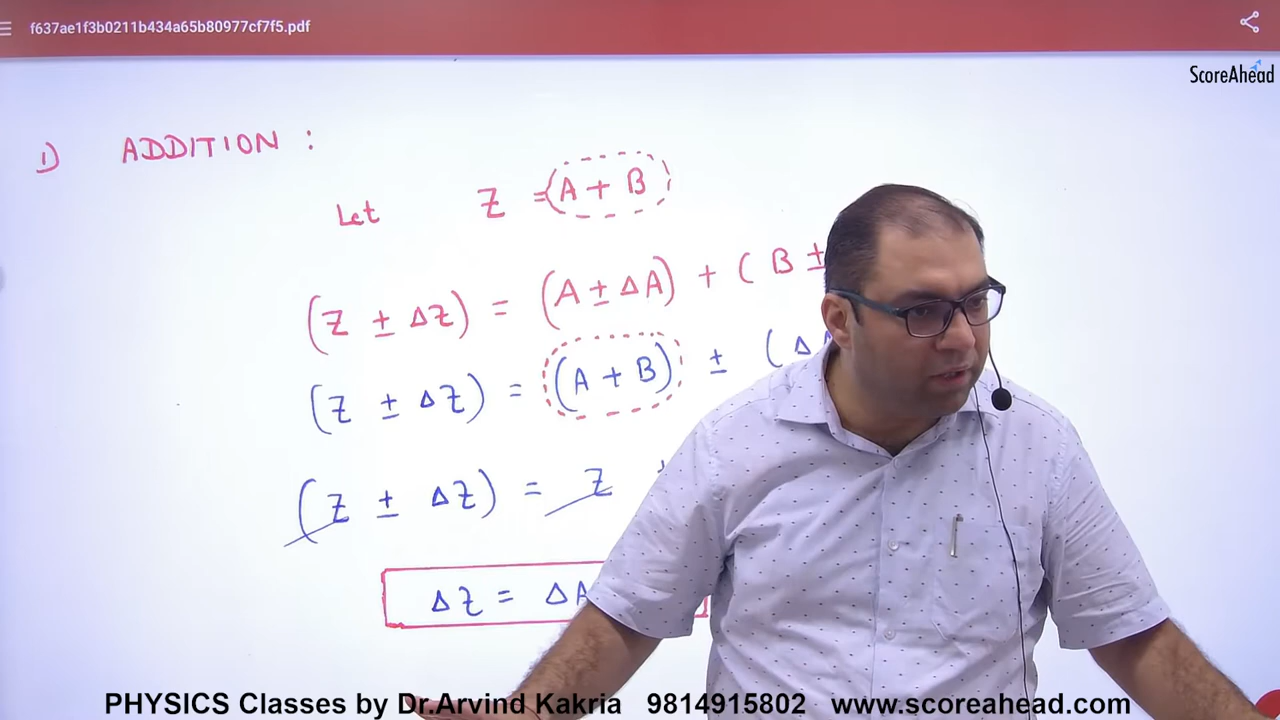 f637ae1f3b0211b434a65b80977cf7f5.pdf
ScoreAhead
1) ADDITION :
Let Z = (A + B)
(Z ± ΔZ) = (A ± ΔA) + ( B ±
(Z ± ΔZ) = (A + B) ± (Δ
(Z ± ΔZ) = Z
ΔZ = ΔA
PHYSICS Classes by Dr.Arvind Kakria 9814915802 www.scoreahead.com